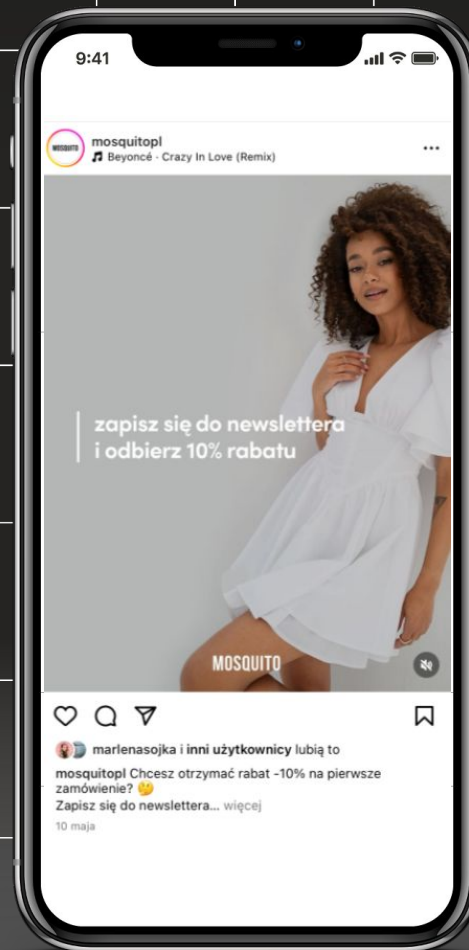 9:41
MOSQUITO
mosquitopl
Beyoncé · Crazy In Love (Remix)
zapisz się do newslettera
i odbierz 10% rabatu
MOSQUITO
marlenasojka i inni użytkownicy lubią to
mosquitopl Chcesz otrzymać rabat -10% na pierwsze
zamówienie? 🤔
Zapisz się do newslettera... więcej
10 maja